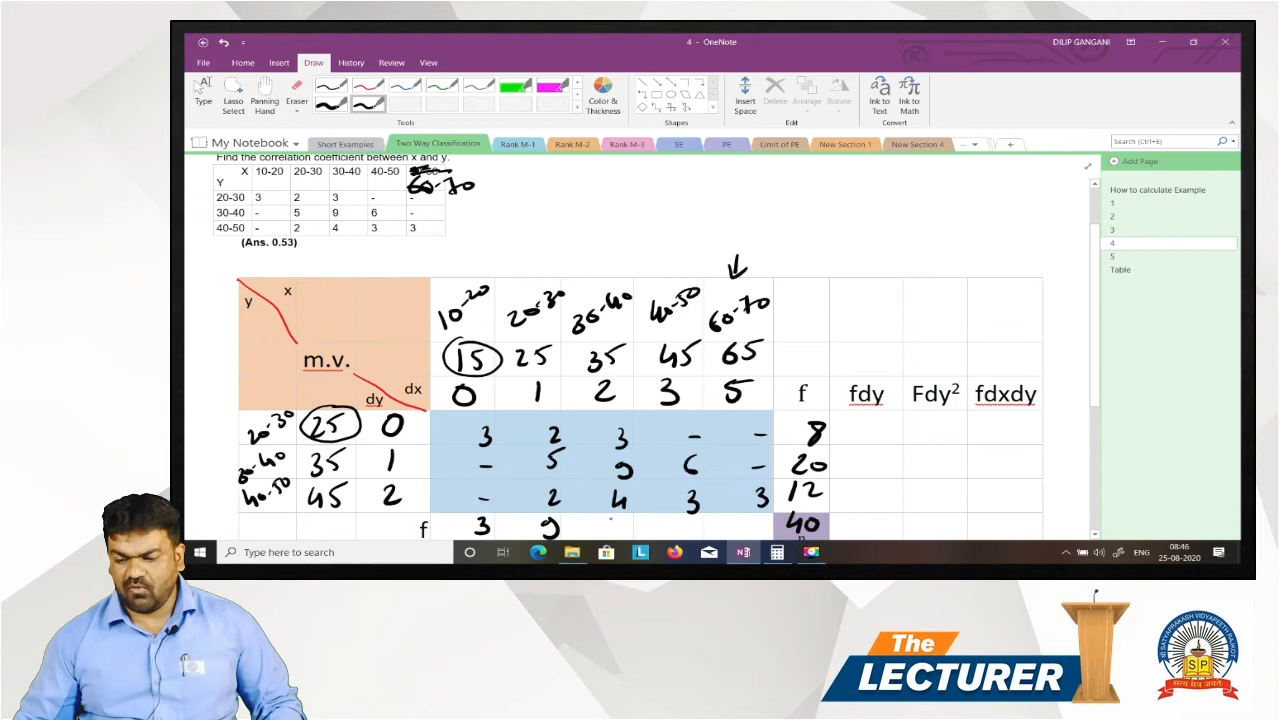 4 - OneNote
DILIP GANGANI
File Home Insert Draw History Review View
Type
Lasso Select
Panning Hand
Eraser
Color & Thickness
Insert Space
Delete
Arrange
Rotate
Ink to Text
Ink to Math
Tools
Shapes
Edit
Convert
My Notebook
Short Examples
Two Way Classification
Rank M-1
Rank M-2
Rank M-3
SE
PE
Limit of PE
New Section 1
New Section 4
Search (Ctrl+E)
Add Page
How to calculate Example
1
2
3
4
5
Table
Find the correlation coefficient between x and y.
X 10-20 20-30 30-40 40-50
60-70
Y
20-30 3 2 3 - -
30-40 - 5 9 6 -
40-50 - 2 4 3 3
(Ans. 0.53)
x
y
10-20 20-30 30-40 40-50 60-70
m.v. 15 25 35 45 65
dx
dy
0 1 2 3 5 f fdy Fdy² fdxdy
20-30 25 0 3 2 3 - - 8
30-40 35 1 - 5 9 6 - 20
40-50 45 2 - 2 4 3 3 12
f 3 9 40
n
Type here to search
ENG
08:46
25-08-2020
The
LECTURER
SATYAPRAKASH VIDYAPEETH RAJKOT
SP
सत्यमेव जयते